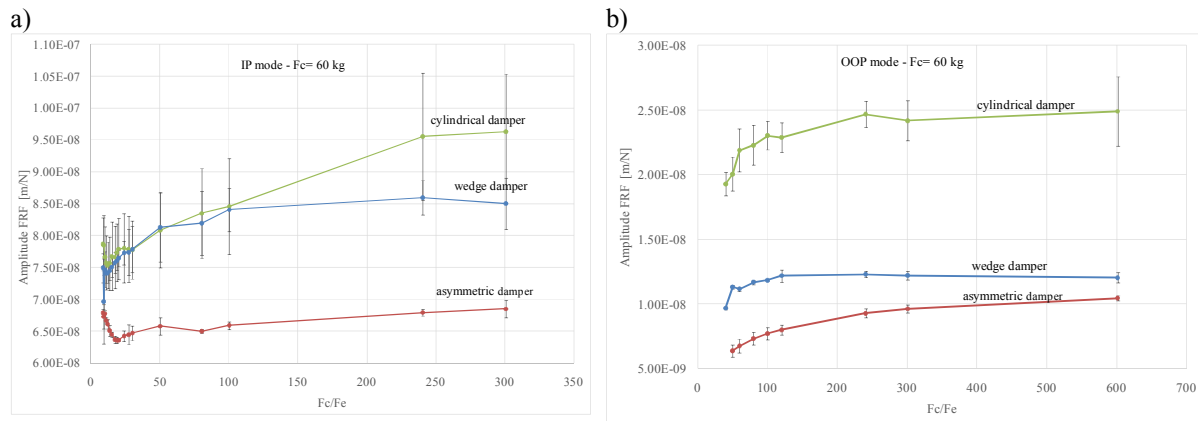 a)
1.10E-07
1.05E-07
1.00E-07
9.50E-08
9.00E-08
8.50E-08
8.00E-08
7.50E-08
7.00E-08
6.50E-08
6.00E-08
Amplitude FRF [m/N]
IP mode - Fc= 60 kg
cylindrical damper
wedge damper
asymmetric damper
0 50 100 150 200 250 300 350
Fc/Fe
b)
3.00E-08
2.50E-08
2.00E-08
1.50E-08
1.00E-08
5.00E-09
Amplitude FRF [m/N]
OOP mode - Fc= 60 kg
cylindrical damper
wedge damper
asymmetric damper
0 100 200 300 400 500 600 700
Fc/Fe